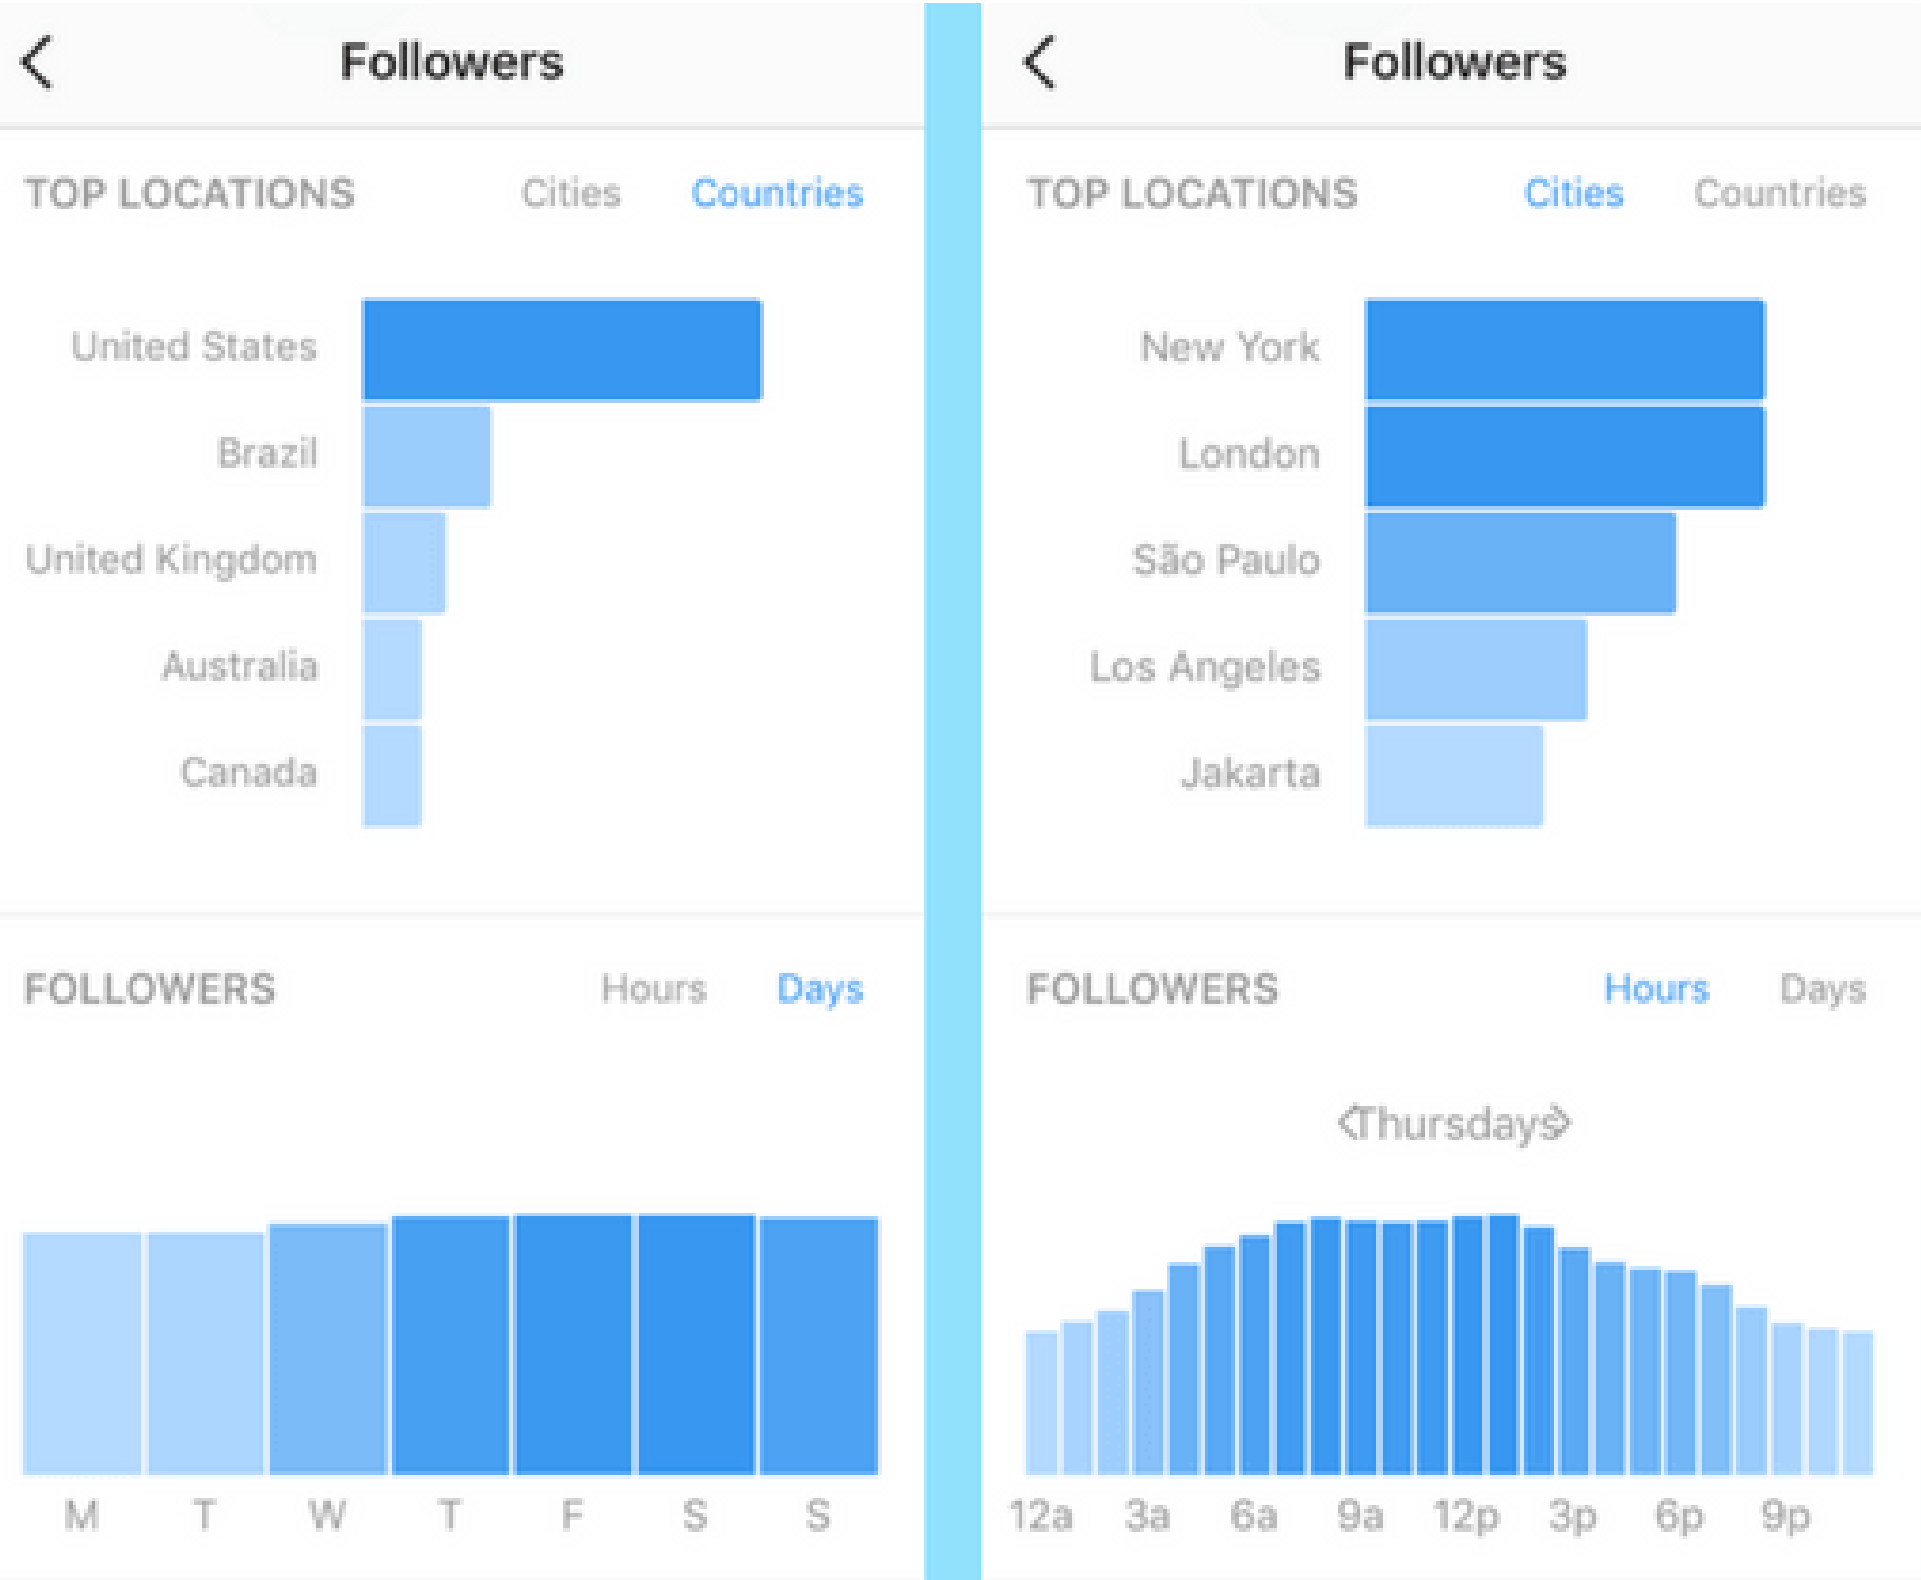 Followers
TOP LOCATIONS Cities Countries
United States
Brazil
United Kingdom
Australia
Canada
FOLLOWERS Hours Days
M T W T F S S
Followers
TOP LOCATIONS Cities Countries
New York
London
São Paulo
Los Angeles
Jakarta
FOLLOWERS Hours Days
Thursdays
12a 3a 6a 9a 12p 3p 6p 9p